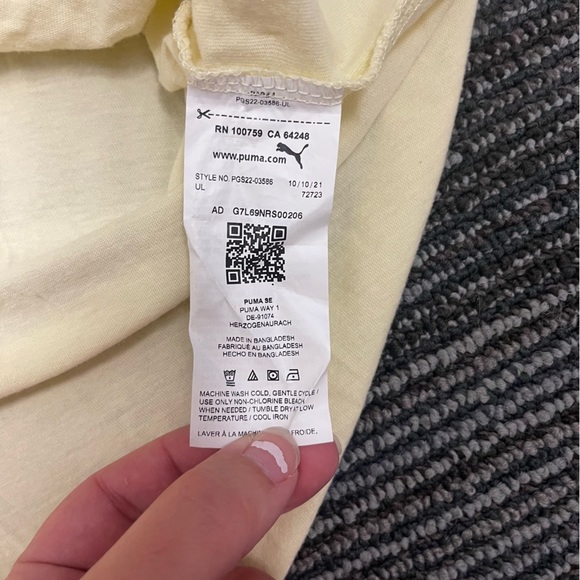 PGS22-03586-UL
RN 100759 CA 64248
www.puma.com
STYLE NO. PGS22-03586 10/10/21
UL 72723
AD G7L69NRS00206
PUMA SE
PUMA WAY 1
DE-91074
HERZOGENAURACH
MADE IN BANGLADESH
FABRIQUÉ AU BANGLADESH
HECHO EN BANGLADESH
MACHINE WASH COLD, GENTLE CYCLE /
USE ONLY NON-CHLORINE BLEACH
WHEN NEEDED / TUMBLE DRY LOW
TEMPERATURE / COOL IRON
LAVER À LA MACHINE FROIDE,